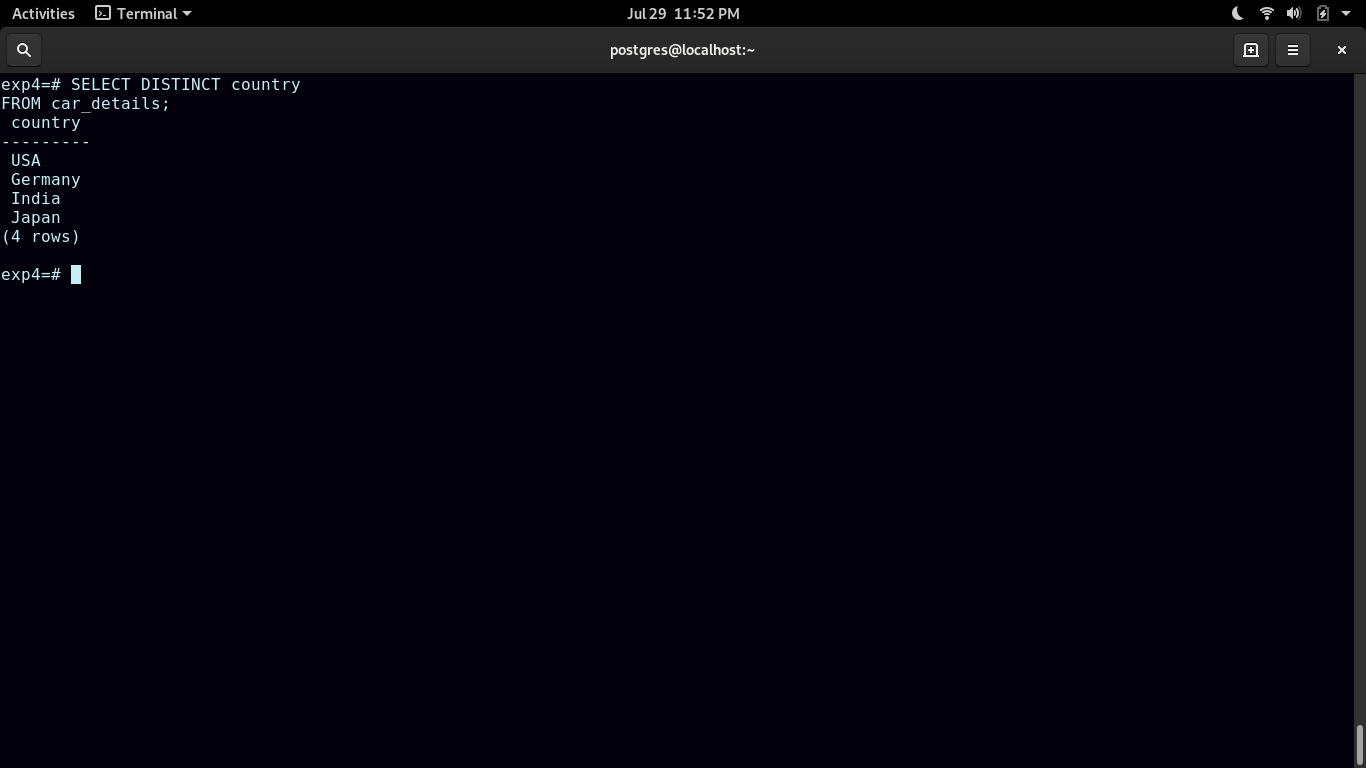 Activities Terminal Jul 29 11:52 PM
postgres@localhost:~
exp4=# SELECT DISTINCT country
FROM car_details;
 country
---------
 USA
 Germany
 India
 Japan
(4 rows)
exp4=#